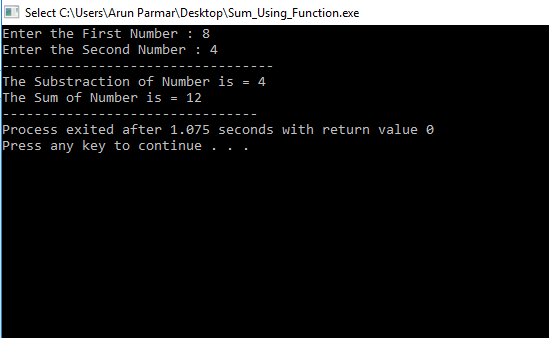 Select C:\Users\Arun Parmar\Desktop\Sum_Using_Function.exe
Enter the First Number : 8
Enter the Second Number : 4
----------------------------------
The Substraction of Number is = 4
The Sum of Number is = 12
--------------------------------
Process exited after 1.075 seconds with return value 0
Press any key to continue . . .